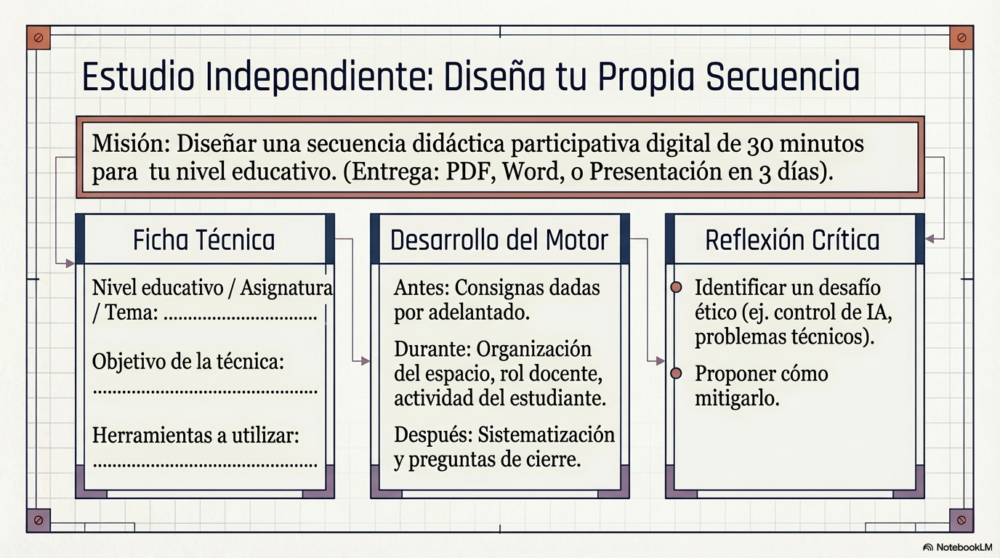 Estudio Independiente: Diseña tu Propia Secuencia
Misión: Diseñar una secuencia didáctica participativa digital de 30 minutos
para tu nivel educativo. (Entrega: PDF, Word, o Presentación en 3 días).
Ficha Técnica
Nivel educativo / Asignatura
/ Tema: .................................
Objetivo de la técnica:
................................................
Herramientas a utilizar:
................................................
Desarrollo del Motor
Antes: Consignas dadas
por adelantado.
Durante: Organización
del espacio, rol docente,
actividad del estudiante.
Después: Sistematización
y preguntas de cierre.
Reflexión Crítica
Identificar un desafío
ético (ej. control de IA,
problemas técnicos).
Proponer cómo
mitigarlo.
NotebookLM